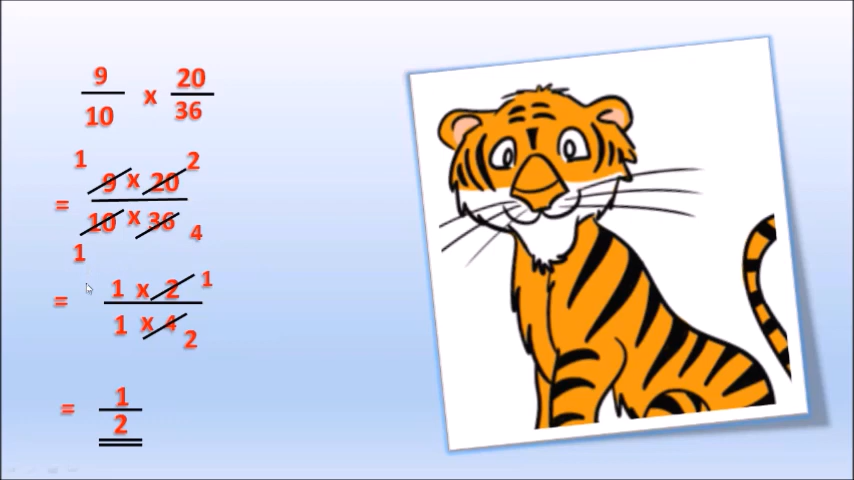 9 20
x
10 36
1 2
9 x 20
=
10 x 36
1 4
1 x 2 1
=
1 x 4 2
1
=
2